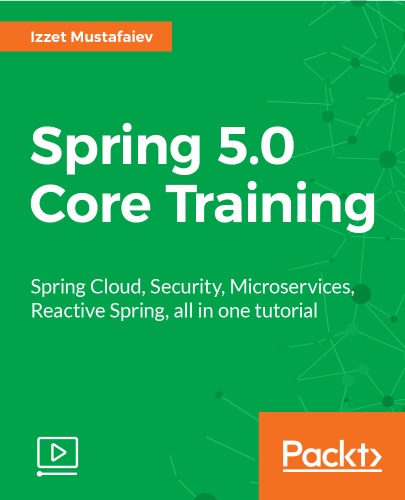 Izzet Mustafaiev
Spring 5.0
Core Training
Spring Cloud, Security, Microservices,
Reactive Spring, all in one tutorial
Packt>